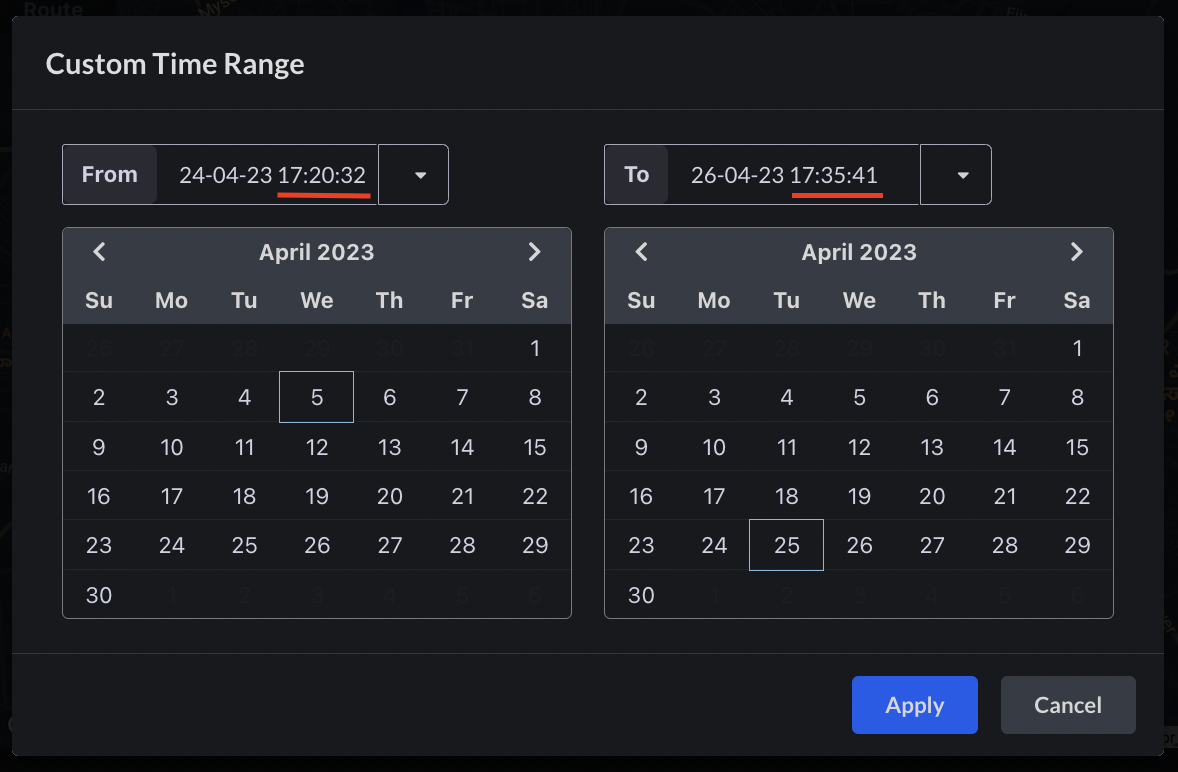 Route
Custom Time Range
From 24-04-23 17:20:32
To 26-04-23 17:35:41
April 2023
Su Mo Tu We Th Fr Sa
26 27 28 29 30 31 1
2 3 4 5 6 7 8
9 10 11 12 13 14 15
16 17 18 19 20 21 22
23 24 25 26 27 28 29
30 1 2 3 4 5 6
April 2023
Su Mo Tu We Th Fr Sa
26 27 28 29 30 31 1
2 3 4 5 6 7 8
9 10 11 12 13 14 15
16 17 18 19 20 21 22
23 24 25 26 27 28 29
30 1 2 3 4 5 6
Apply Cancel